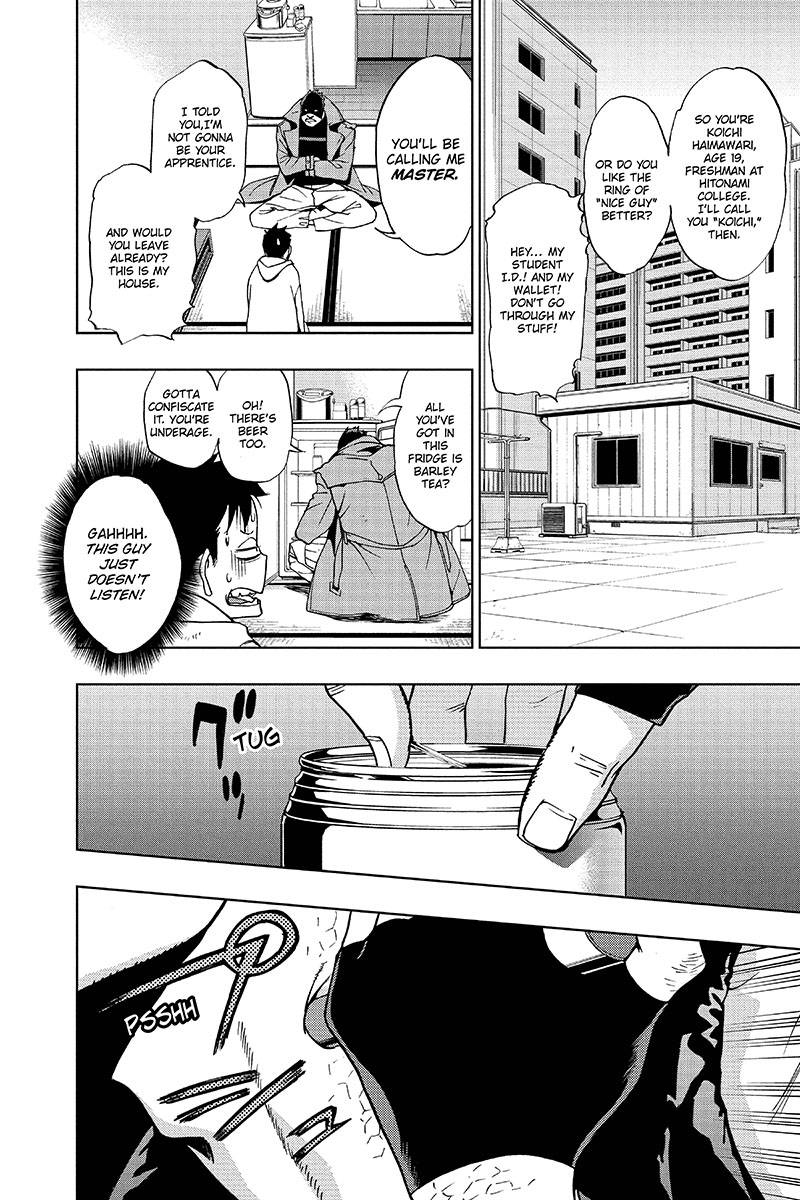 SO YOU'RE
KOICHI
HAIMAWARI,
AGE 19,
FRESHMAN AT
HITONAMI
COLLEGE.
I'LL CALL
YOU "KOICHI,"
THEN.
OR DO YOU
LIKE THE
RING OF
"NICE GUY"
BETTER?
HEY... MY
STUDENT
I.D.! AND MY
WALLET!
DON'T GO
THROUGH MY
STUFF!
YOU'LL BE
CALLING ME
MASTER.
I TOLD
YOU, I'M
NOT GONNA
BE YOUR
APPRENTICE.
AND WOULD
YOU LEAVE
ALREADY?
THIS IS MY
HOUSE.
ALL
YOU'VE
GOT IN
THIS
FRIDGE IS
BARLEY
TEA?
OH!
THERE'S
BEER
TOO.
GOTTA
CONFISCATE
IT. YOU'RE
UNDERAGE.
GAHHHH.
THIS GUY
JUST
DOESN'T
LISTEN!
グッ
TUG
PSSHH